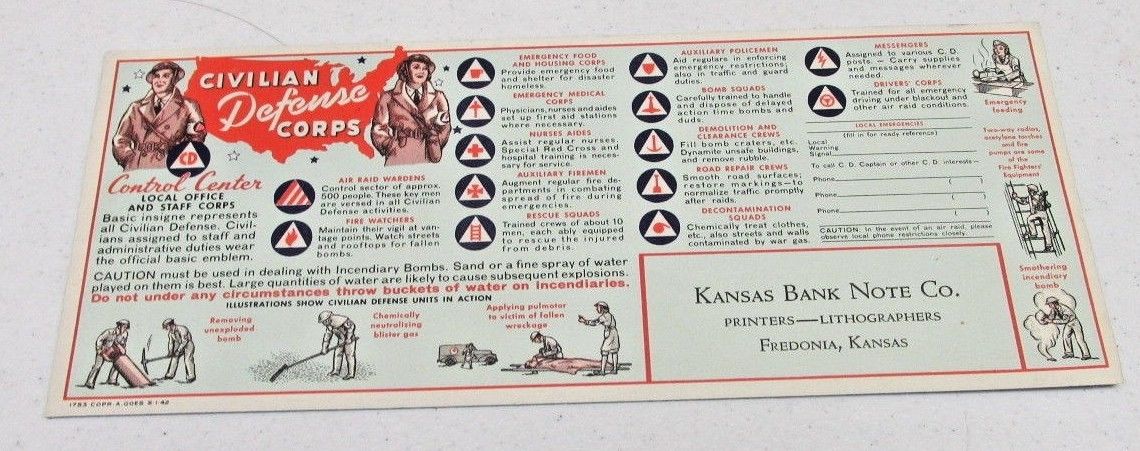 CIVILIAN
Defense
CORPS
CD
Control Center
LOCAL OFFICE
AND STAFF CORPS
Basic insigne represents
all Civilian Defense. Civil-
ians assigned to staff and
administrative duties wear
the official basic emblem.
AIR RAID WARDENS
Control sector of approx.
500 people. These key men
are versed in all Civilian
Defense activities.
FIRE WATCHERS
Maintain their vigil at van-
tage points. Watch streets
and rooftops for fallen
bombs.
EMERGENCY FOOD
AND HOUSING CORPS
Provide emergency food
and shelter for disaster
homeless.
EMERGENCY MEDICAL
CORPS
Physicians, nurses and aides
set up first aid stations
where necessary.
NURSES AIDES
Assist regular nurses.
Special Red Cross and
hospital training is neces-
sary for service.
AUXILIARY FIREMEN
Augment regular fire de-
partments in combating
spread of fire during
emergencies.
RESCUE SQUADS
Trained crews of about 10
men, each ably equipped
to rescue the injured
from debris.
AUXILIARY POLICEMEN
Aid regulars in enforcing
emergency restrictions;
also in traffic and guard
duties.
BOMB SQUADS
Carefully trained to handle
and dispose of delayed
action time bombs and
duds.
DEMOLITION AND
CLEARANCE CREWS
Fill bomb craters, etc.
Dynamite unsafe buildings,
and remove rubble.
ROAD REPAIR CREWS
Smooth road surfaces;
restore markings—to
normalize traffic promptly
after raids.
DECONTAMINATION
SQUADS
Chemically treat clothes,
etc., also streets and walls
contaminated by war gas.
MESSENGERS
Assigned to various C. D.
posts. — Carry supplies
and messages wherever
needed.
DRIVERS' CORPS
Trained for all emergency
driving under blackout and
other air raid conditions.
LOCAL EMERGENCIES
(fill in for ready reference)
Local
Warning
Signal
To call C. D. Captain or other C. D. interests—
Phone
Phone
Phone
CAUTION: In the event of an air raid, please
observe local phone restrictions closely.
Emergency
feeding
Two-way radios,
acetylene torches
and fire
pumps are some
of the
Fire Fighters'
Equipment
Smothering
incendiary
bomb
CAUTION must be used in dealing with Incendiary Bombs. Sand or a fine spray of water
played on them is best. Large quantities of water are likely to cause subsequent explosions.
Do not under any circumstances throw buckets of water on incendiaries.
ILLUSTRATIONS SHOW CIVILIAN DEFENSE UNITS IN ACTION
Removing
unexploded
bomb
Chemically
neutralizing
blister gas
Applying pulmotor
to victim of fallen
wreckage
KANSAS BANK NOTE CO.
PRINTERS—LITHOGRAPHERS
FREDONIA, KANSAS
1753 COPR. A. GOES 8-1-42